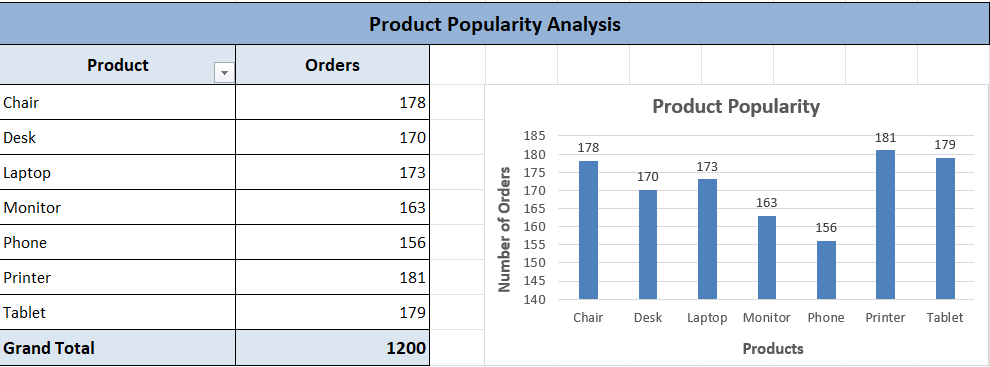 Product Popularity Analysis
Product Orders
Chair 178
Desk 170
Laptop 173
Monitor 163
Phone 156
Printer 181
Tablet 179
Grand Total 1200
Product Popularity
Number of Orders
185
180
175
170
165
160
155
150
145
140
178
170
173
163
156
181
179
Chair Desk Laptop Monitor Phone Printer Tablet
Products